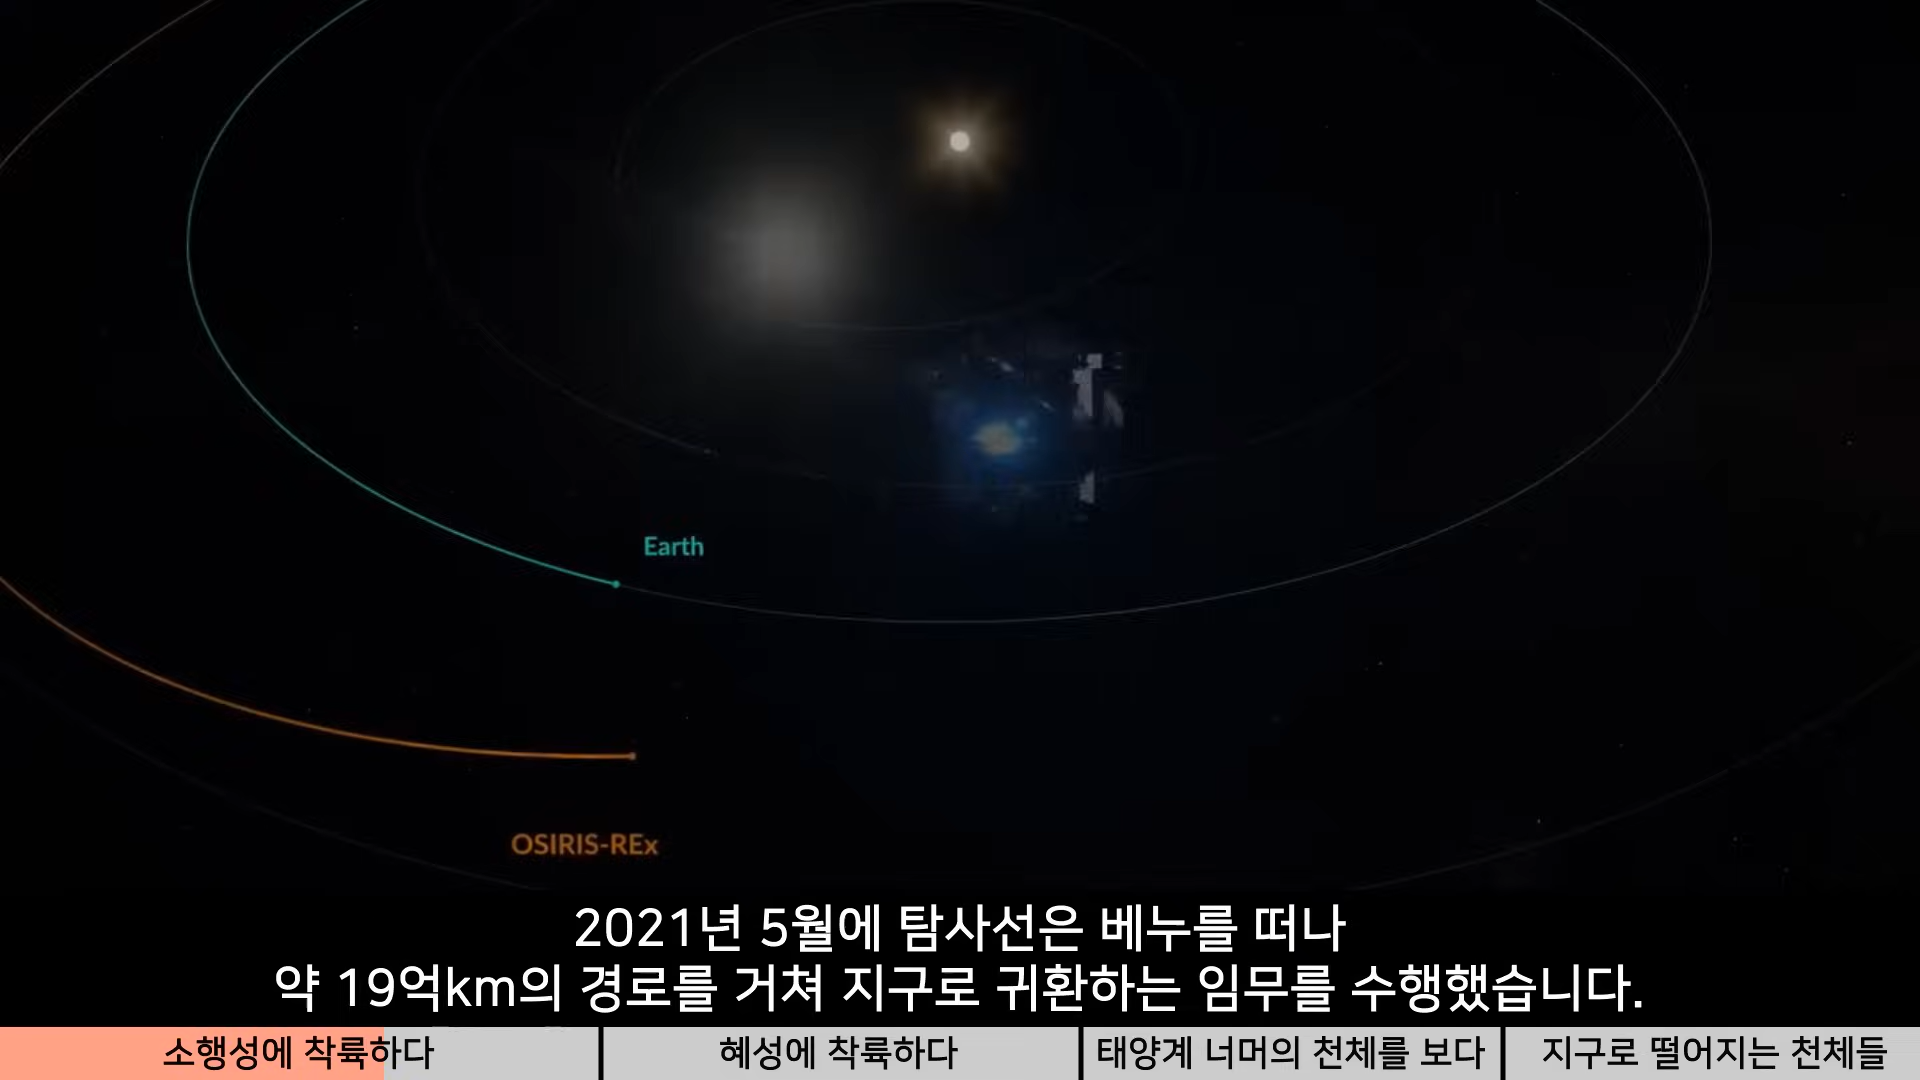 Earth
OSIRIS-REx
2021년 5월에 탐사선은 베누를 떠나
약 19억km의 경로를 거쳐 지구로 귀환하는 임무를 수행했습니다.
소행성에 착륙하다
혜성에 착륙하다
태양계 너머의 천체를 보다
지구로 떨어지는 천체들